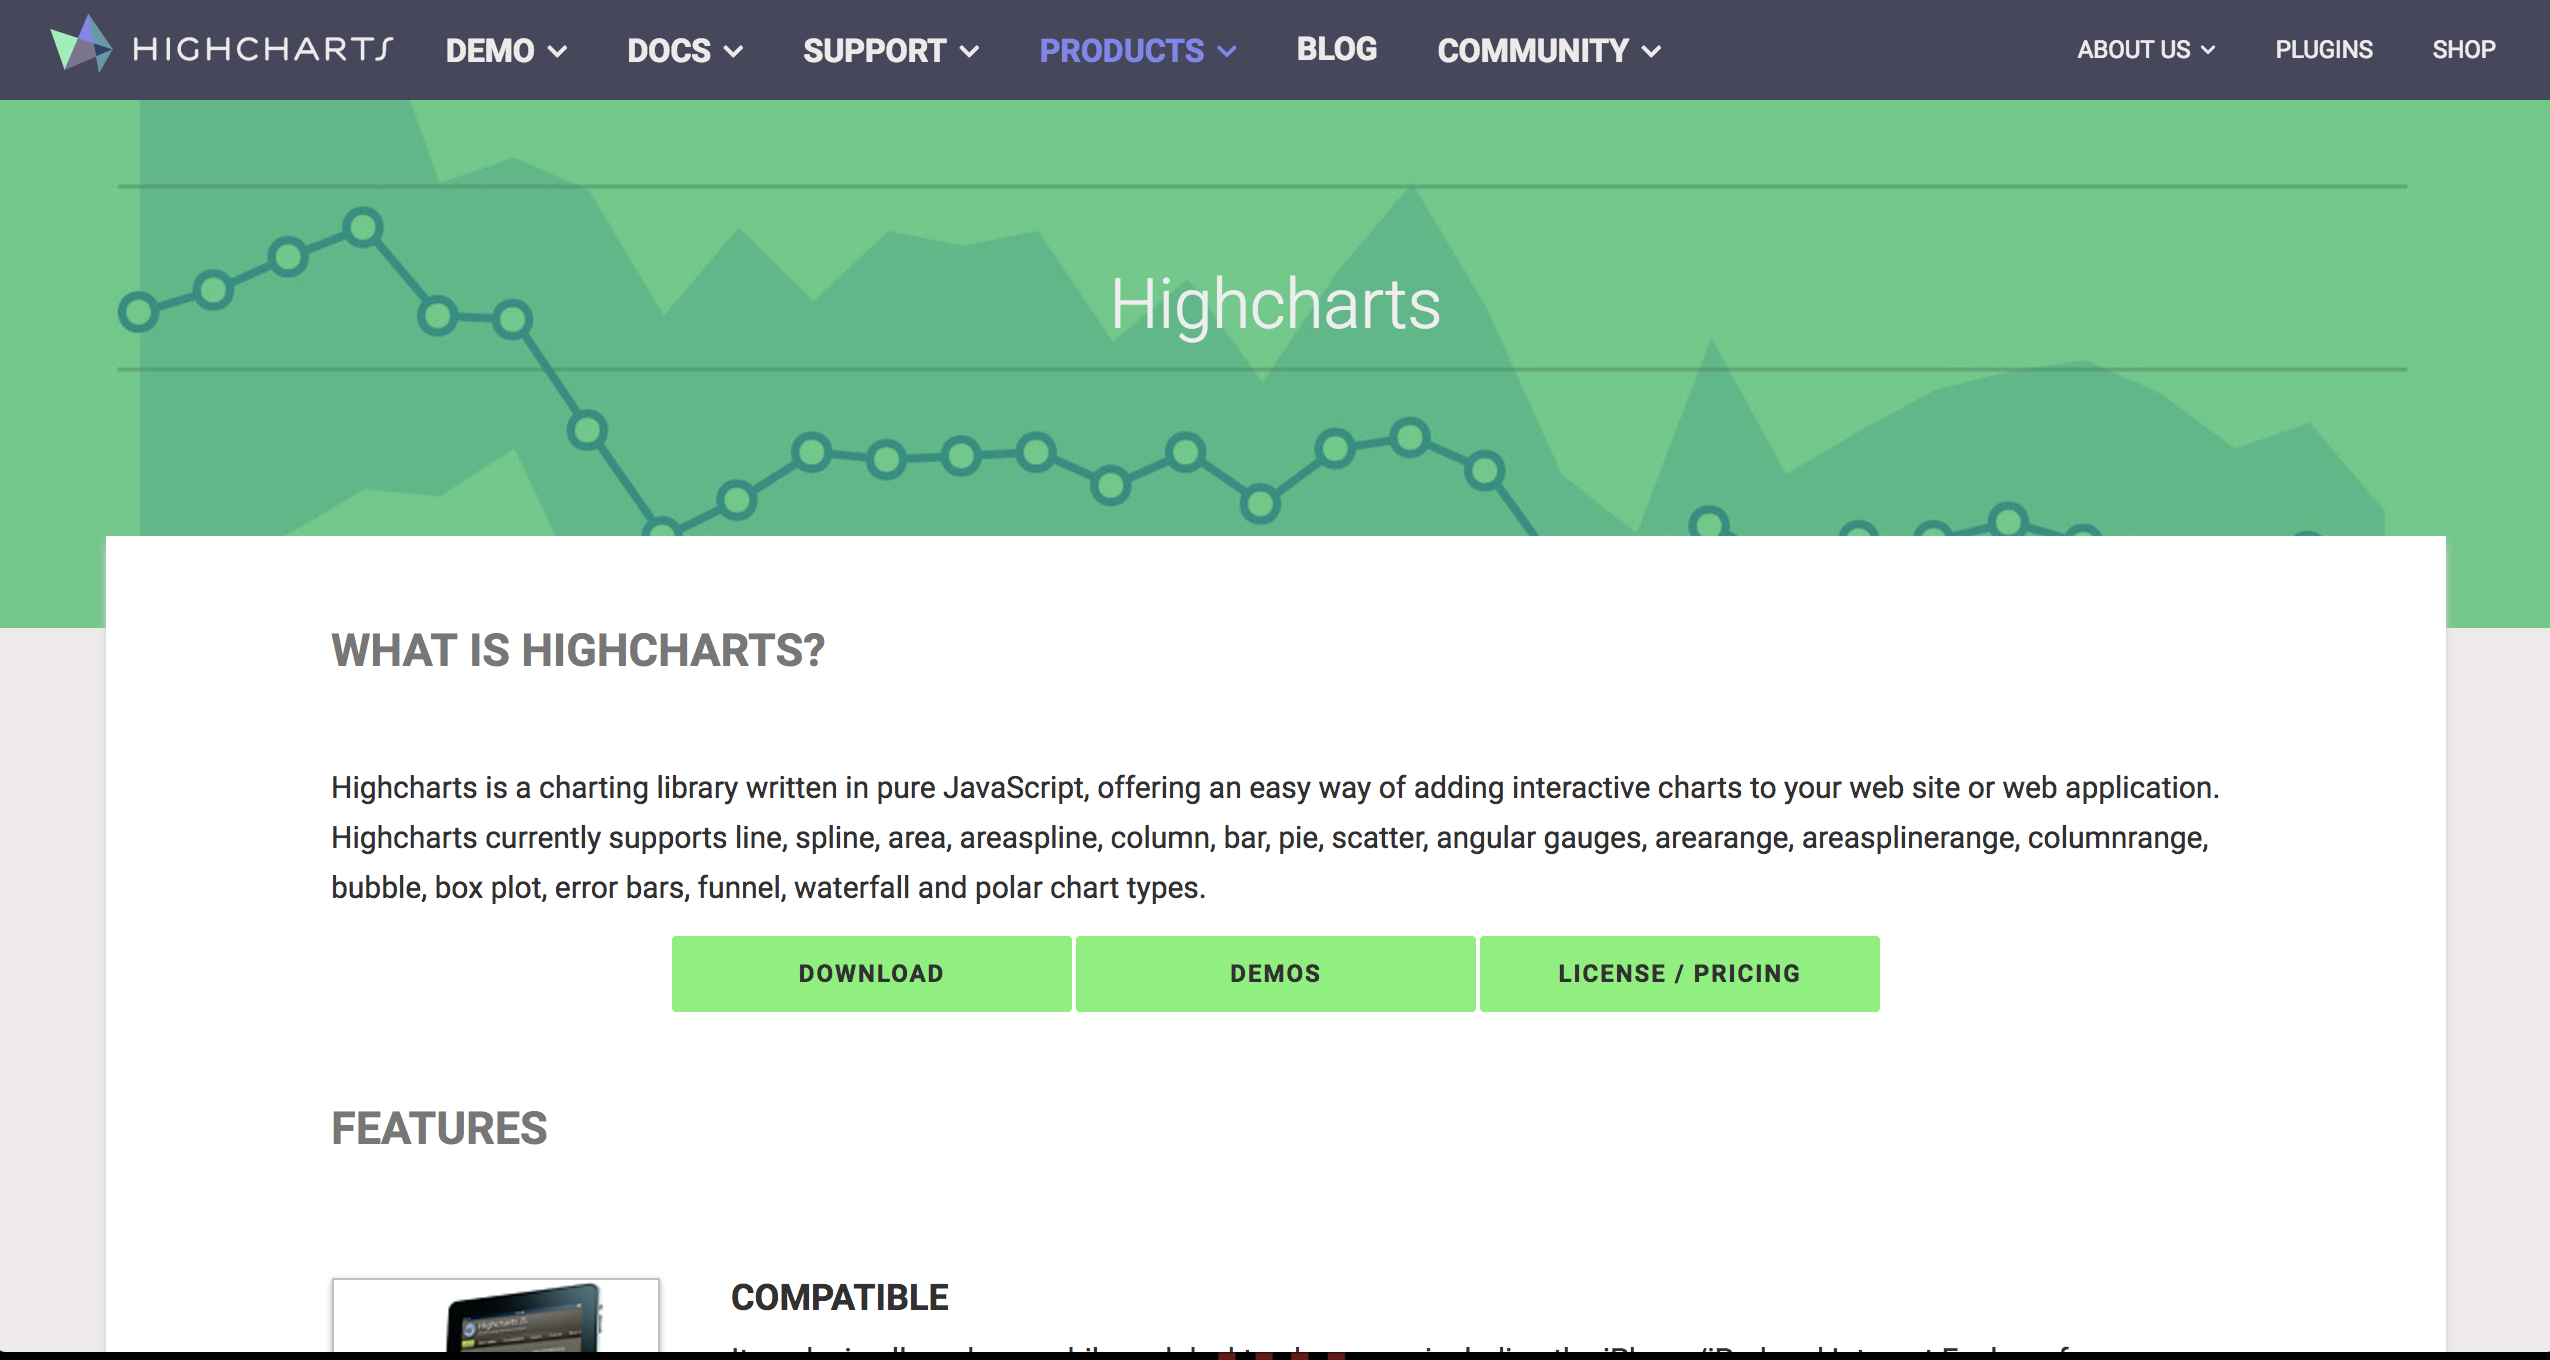 HIGHCHARTS DEMO DOCS SUPPORT PRODUCTS BLOG COMMUNITY ABOUT US PLUGINS SHOP
Highcharts
WHAT IS HIGHCHARTS?
Highcharts is a charting library written in pure JavaScript, offering an easy way of adding interactive charts to your web site or web application.
Highcharts currently supports line, spline, area, areaspline, column, bar, pie, scatter, angular gauges, arearange, areasplinerange, columnrange,
bubble, box plot, error bars, funnel, waterfall and polar chart types.
DOWNLOAD DEMOS LICENSE / PRICING
FEATURES
COMPATIBLE